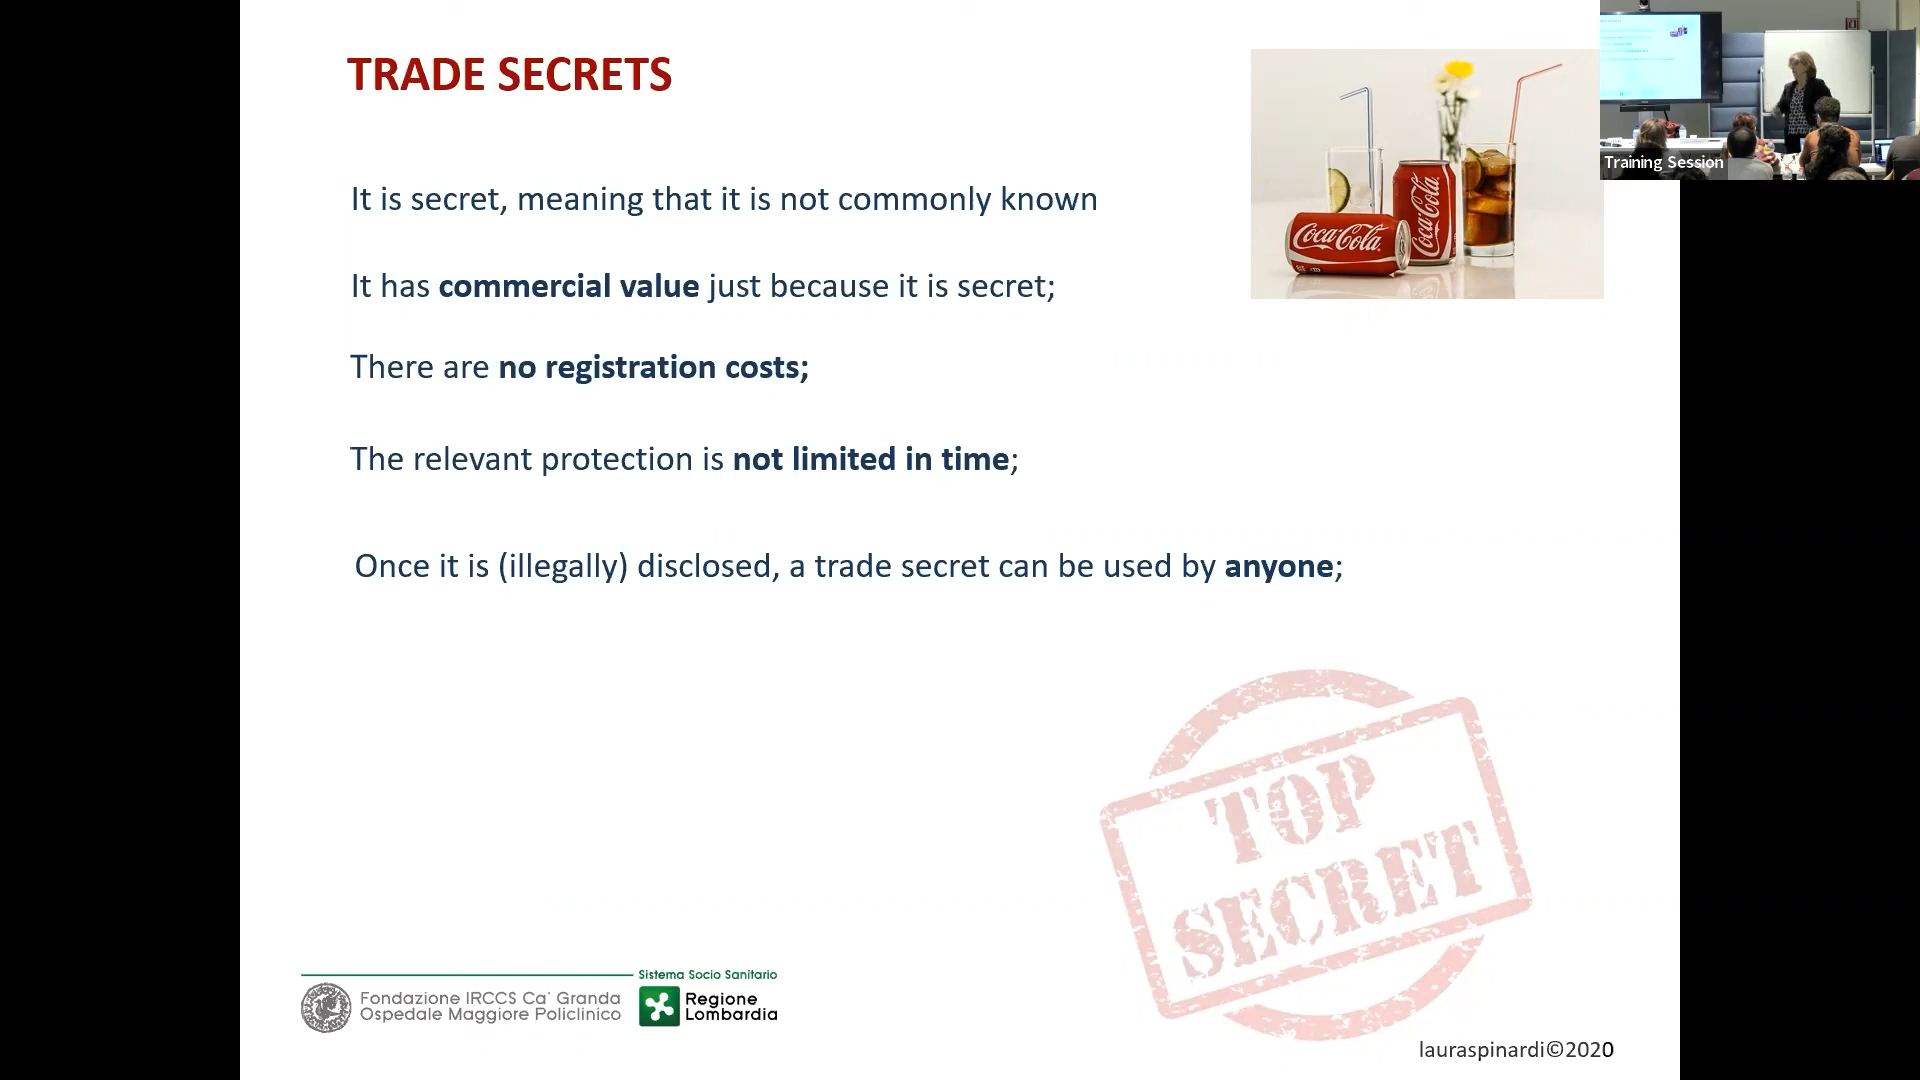 TRADE SECRETS
It is secret, meaning that it is not commonly known
It has commercial value just because it is secret;
There are no registration costs;
The relevant protection is not limited in time;
Once it is (illegally) disclosed, a trade secret can be used by anyone;
Coca-Cola
Coca-Cola
Training Session
TOP
SECRET
Sistema Socio Sanitario
Fondazione IRCCS Ca' Granda
Ospedale Maggiore Policlinico
Regione
Lombardia
lauraspinardi©2020